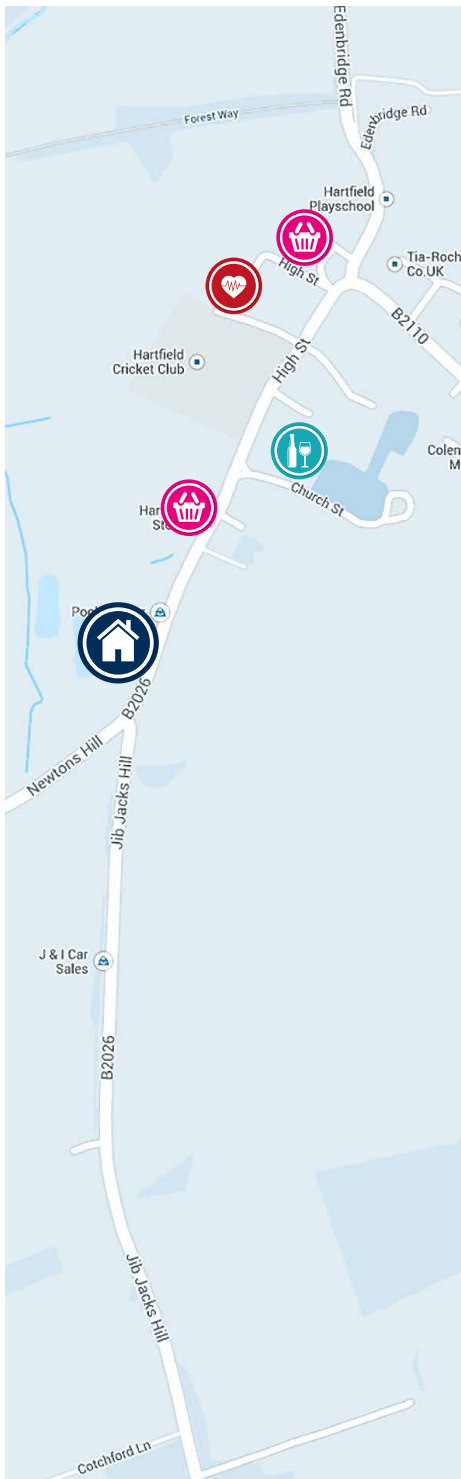 Edenbridge Rd
Forest Way
Edenbridge Rd
Hartfield
Playschool
High St
Tia-Roch
Co.UK
B2110
Hartfield
Cricket Club
High St
Colen
M
Church St
Har
Sto
B2026
Newtons Hill
Jib Jacks Hill
J & I Car
Sales
B2026
Jib Jacks Hill
Cotchford Ln